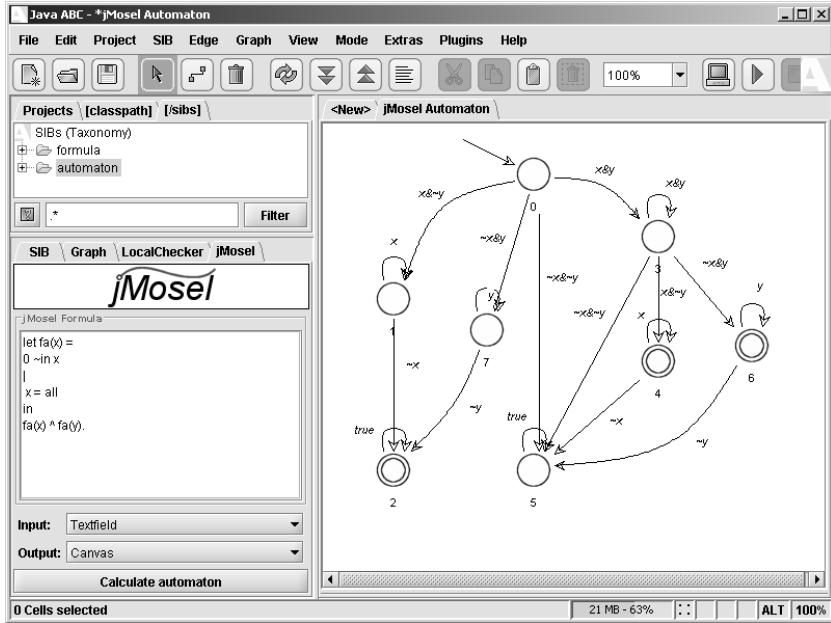 Java ABC - *jMosel Automaton
File Edit Project SIB Edge Graph View Mode Extras Plugins Help
100%
Projects [classpath] [/sibs]
SIBs (Taxonomy)
formula
automaton
.*
Filter
SIB Graph LocalChecker jMosel
jMosel
jMosel Formula
let fa(x) =
0 ~in x
|
x = all
in
fa(x) ^ fa(y).
Input: Textfield
Output: Canvas
Calculate automaton
<New> jMosel Automaton
x&y
x&y
x&~y
0
~x&y
x
3
~x&y
y
y
~x&~y
x&~y
~x&~y
x
1
7
6
~x
4
~y
~x
true
true
~y
2
5
0 Cells selected
21 MB - 63%
ALT
100%